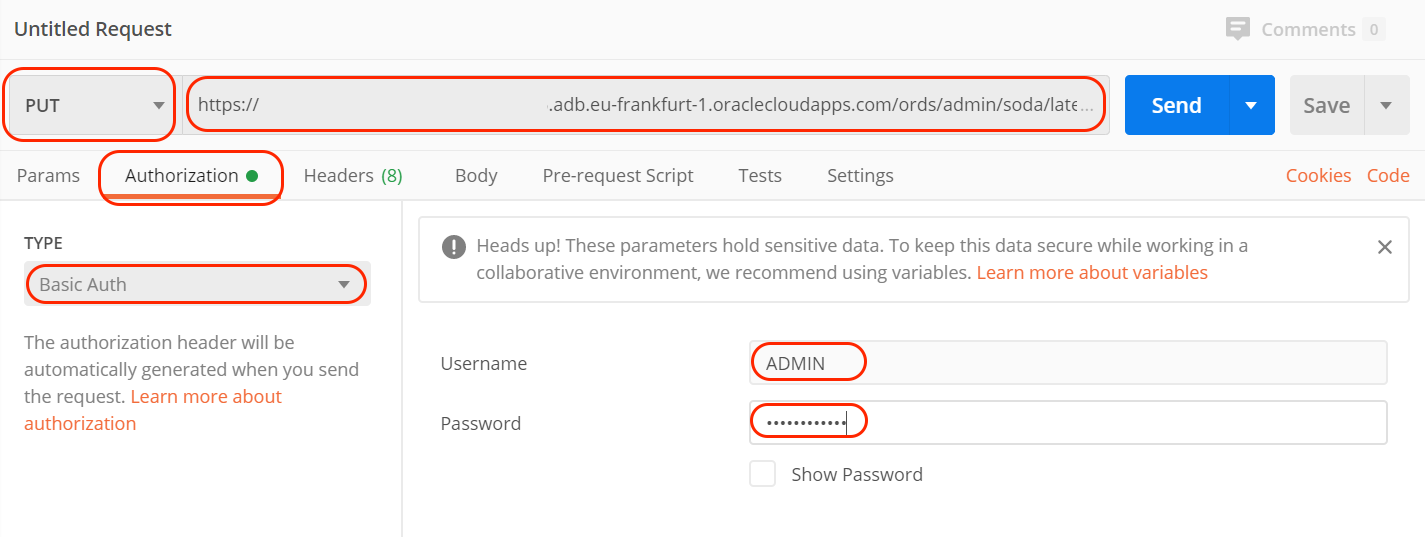 Untitled Request
Comments 0
PUT
https:// .adb.eu-frankfurt-1.oraclecloudapps.com/ords/admin/soda/late...
Send
Save
Params
Authorization
Headers (8)
Body
Pre-request Script
Tests
Settings
Cookies
Code
TYPE
Basic Auth
The authorization header will be
automatically generated when you send
the request. Learn more about
authorization
Heads up! These parameters hold sensitive data. To keep this data secure while working in a
collaborative environment, we recommend using variables. Learn more about variables
Username
ADMIN
Password
••••••••••••
Show Password